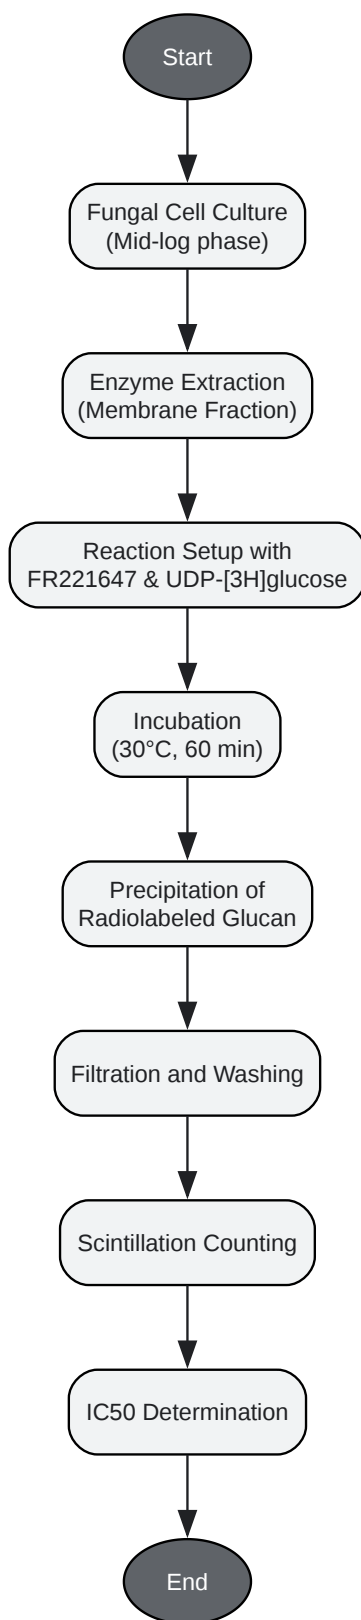 Start
Fungal Cell Culture
(Mid-log phase)
Enzyme Extraction
(Membrane Fraction)
Reaction Setup with
FR221647 & UDP-[3H]glucose
Incubation
(30°C, 60 min)
Precipitation of
Radiolabeled Glucan
Filtration and Washing
Scintillation Counting
IC50 Determination
End